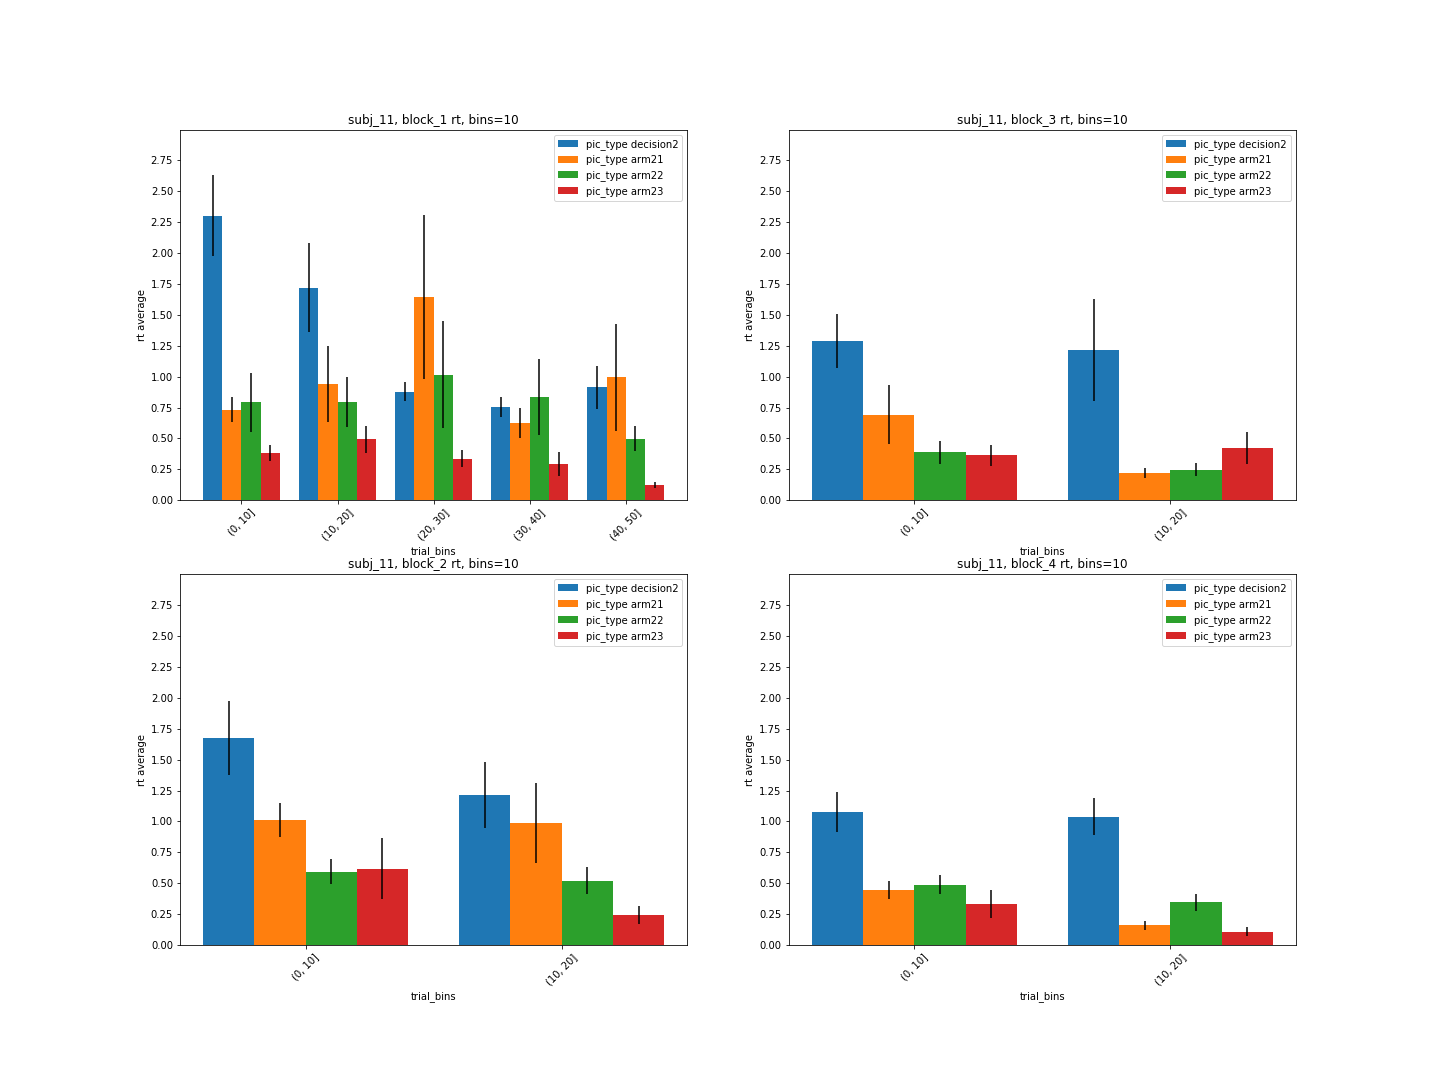 subj_11, block_1 rt, bins=10
pic_type decision2
pic_type arm21
pic_type arm22
pic_type arm23
rt average
2.75
2.50
2.25
2.00
1.75
1.50
1.25
1.00
0.75
0.50
0.25
0.00
(0, 10]
(10, 20]
(20, 30]
(30, 40]
(40, 50]
trial_bins
subj_11, block_3 rt, bins=10
pic_type decision2
pic_type arm21
pic_type arm22
pic_type arm23
rt average
2.75
2.50
2.25
2.00
1.75
1.50
1.25
1.00
0.75
0.50
0.25
0.00
(0, 10]
(10, 20]
trial_bins
subj_11, block_2 rt, bins=10
pic_type decision2
pic_type arm21
pic_type arm22
pic_type arm23
rt average
2.75
2.50
2.25
2.00
1.75
1.50
1.25
1.00
0.75
0.50
0.25
0.00
(0, 10]
(10, 20]
trial_bins
subj_11, block_4 rt, bins=10
pic_type decision2
pic_type arm21
pic_type arm22
pic_type arm23
rt average
2.75
2.50
2.25
2.00
1.75
1.50
1.25
1.00
0.75
0.50
0.25
0.00
(0, 10]
(10, 20]
trial_bins